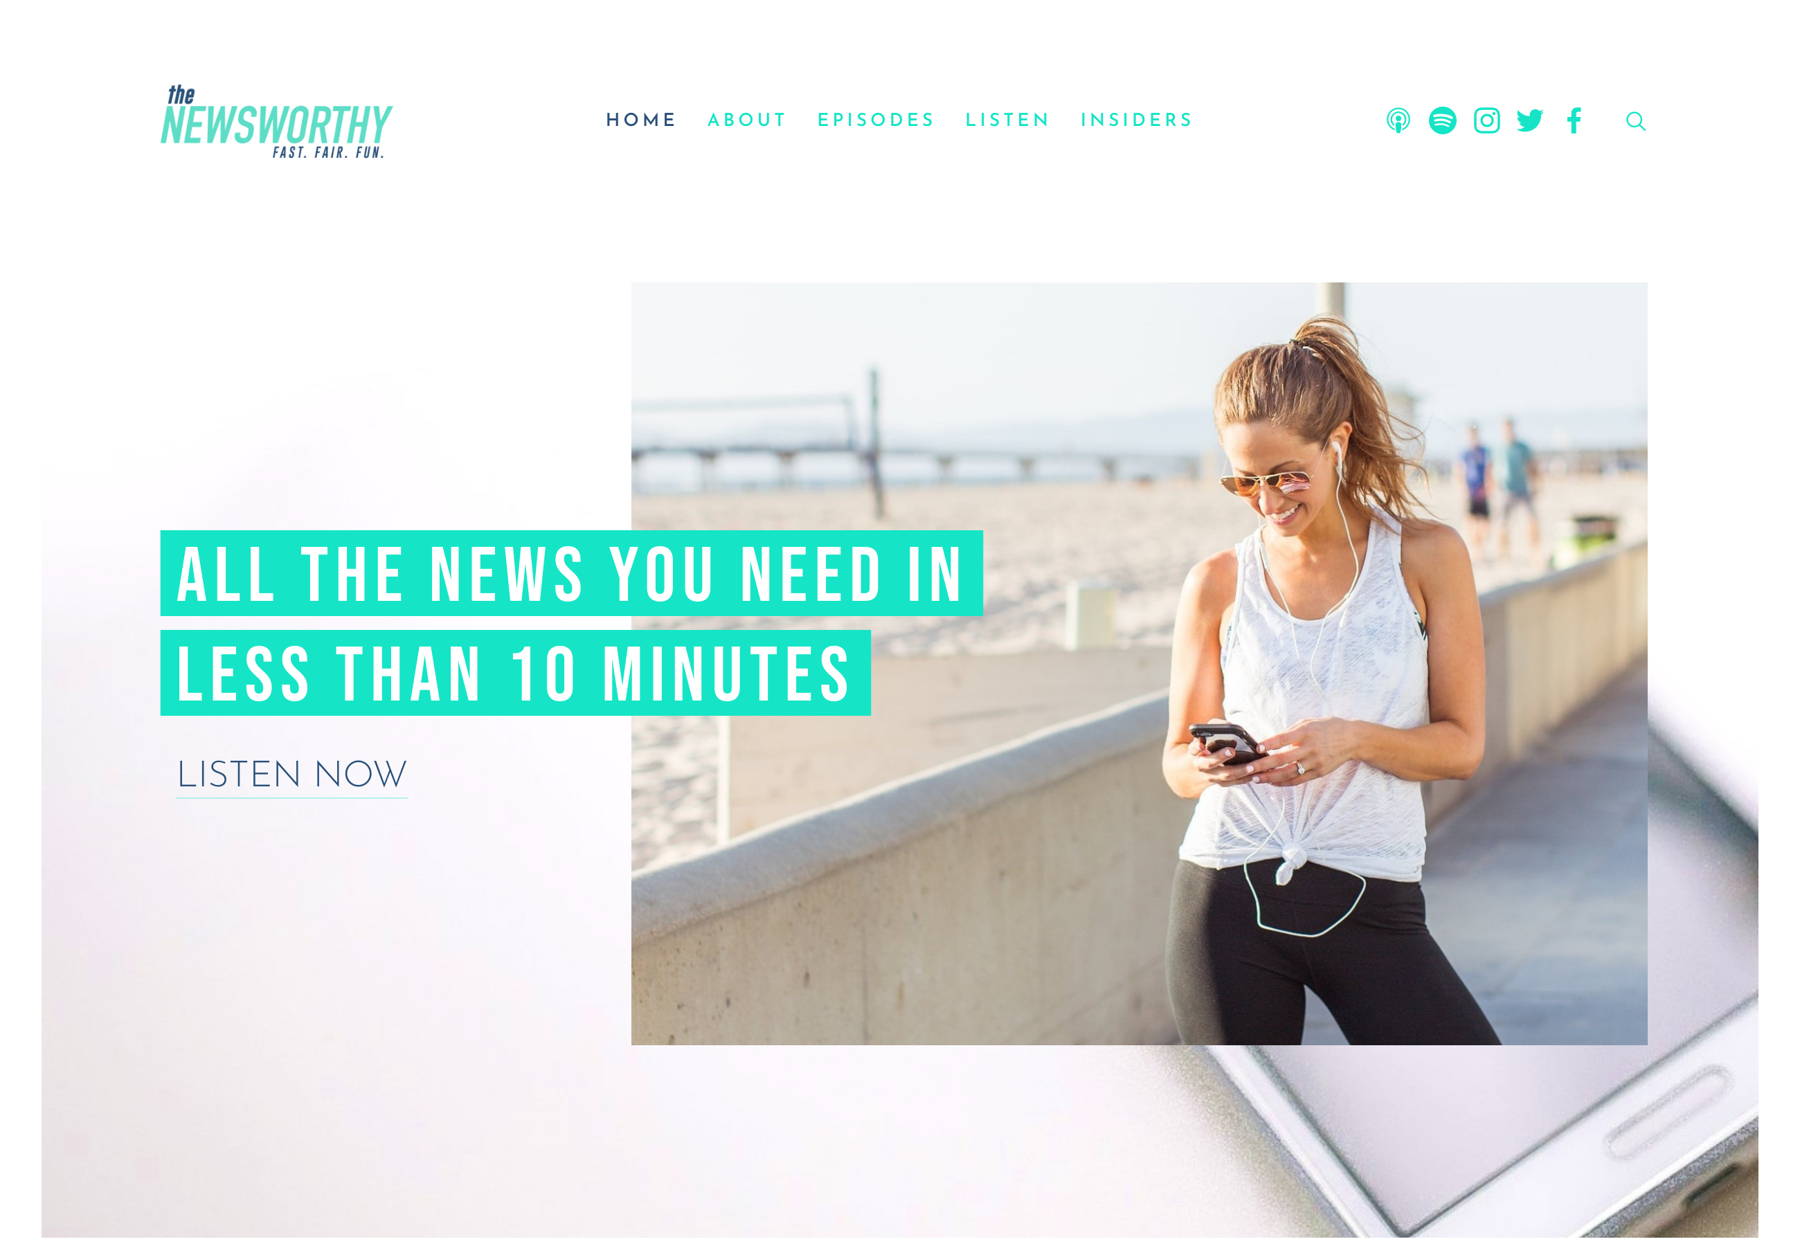 the
NEWSWORTHY
FAST. FAIR. FUN.
HOME ABOUT EPISODES LISTEN INSIDERS
ALL THE NEWS YOU NEED IN
LESS THAN 10 MINUTES
LISTEN NOW